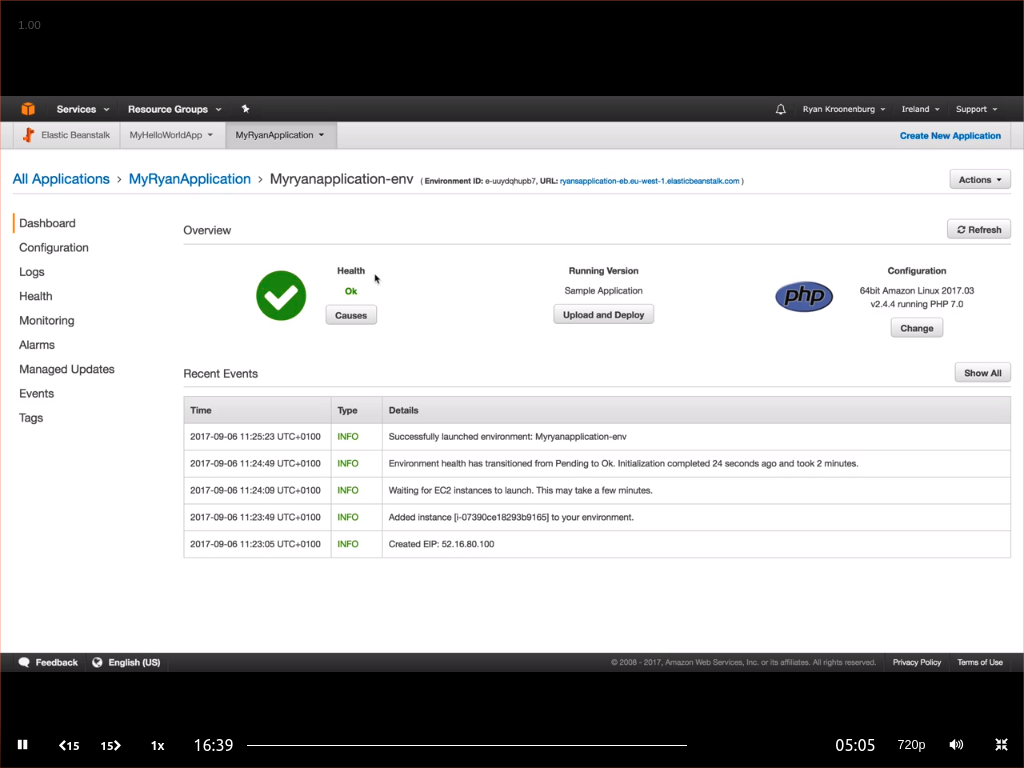 1.00
Services Resource Groups Ryan Kroonenburg Ireland Support
Elastic Beanstalk MyHelloWorldApp MyRyanApplication Create New Application
All Applications > MyRyanApplication > Myryanapplication-env ( Environment ID: e-uuydqhupb7, URL: ryansapplication-eb.eu-west-1.elasticbeanstalk.com ) Actions
Dashboard
Configuration
Logs
Health
Monitoring
Alarms
Managed Updates
Events
Tags
Overview Refresh
Health
Ok
Causes
Running Version
Sample Application
Upload and Deploy
php
Configuration
64bit Amazon Linux 2017.03
v2.4.4 running PHP 7.0
Change
Recent Events Show All
Time Type Details
2017-09-06 11:25:23 UTC+0100 INFO Successfully launched environment: Myryanapplication-env
2017-09-06 11:24:49 UTC+0100 INFO Environment health has transitioned from Pending to Ok. Initialization completed 24 seconds ago and took 2 minutes.
2017-09-06 11:24:09 UTC+0100 INFO Waiting for EC2 instances to launch. This may take a few minutes.
2017-09-06 11:23:49 UTC+0100 INFO Added instance [i-07390ce18293b9165] to your environment.
2017-09-06 11:23:05 UTC+0100 INFO Created EIP: 52.16.80.100
Feedback English (US) © 2008 - 2017, Amazon Web Services, Inc. or its affiliates. All rights reserved. Privacy Policy Terms of Use
15 15 1x 16:39 05:05 720p